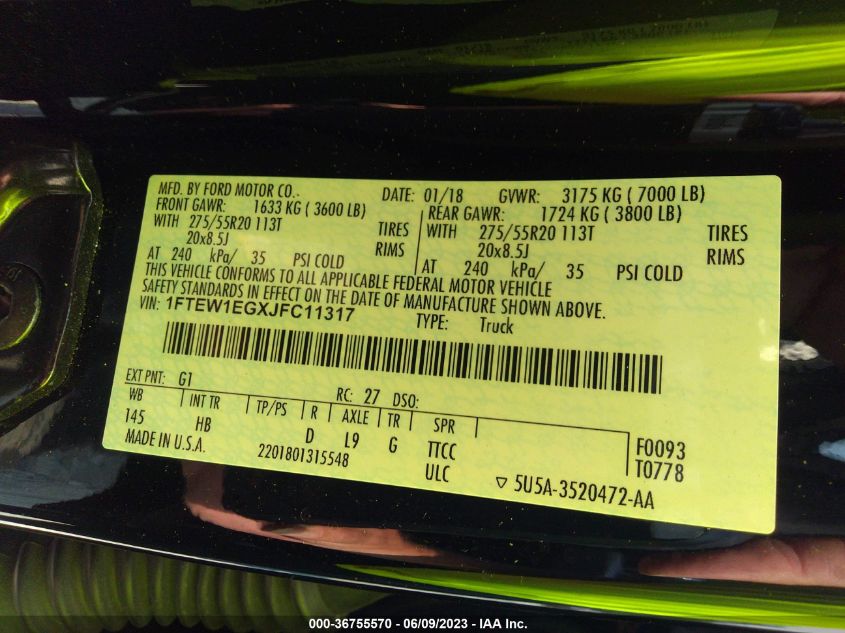 MFD. BY FORD MOTOR CO.- DATE: 01/18 GVWR: 3175 KG (7000 LB)
FRONT GAWR: 1633 KG (3600 LB) REAR GAWR: 1724 KG (3800 LB)
WITH 275/55R20 113T TIRES WITH 275/55R20 113T TIRES
20x8.5J RIMS 20x8.5J RIMS
AT 240 kPa/ 35 PSI COLD AT 240 kPa/ 35 PSI COLD
THIS VEHICLE CONFORMS TO ALL APPLICABLE FEDERAL MOTOR VEHICLE
SAFETY STANDARDS IN EFFECT ON THE DATE OF MANUFACTURE SHOWN ABOVE.
VIN: 1FTEW1EGXJFC11317 TYPE: Truck
EXT PNT: G1 RC: 27 DSO:
WB INT TR TP/PS R AXLE TR SPR
145 HB D L9 G TTCC F0093
MADE IN U.S.A. 2201801315548 ULC T0778
▽ 5U5A-3520472-AA
000-36755570 - 06/09/2023 - IAA Inc.